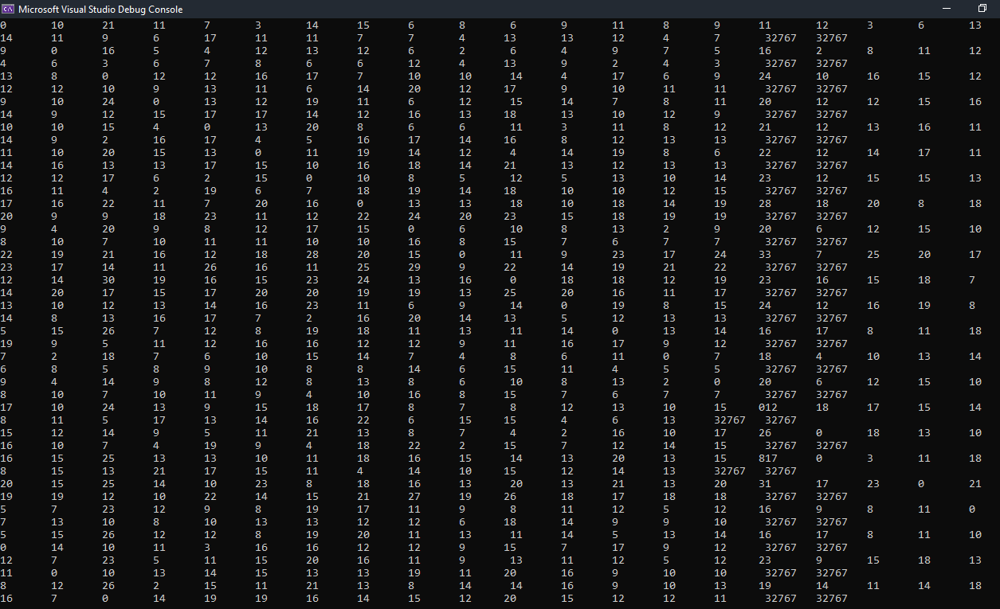 Microsoft Visual Studio Debug Console
0 10 21 11 7 3 14 15 6 8 6 9 11 8 9 11 12 3 6 13
14 11 9 6 17 11 11 7 7 4 13 13 12 4 7 32767 32767
9 0 16 5 4 12 13 12 6 2 6 4 9 7 5 16 2 8 11 12
4 6 3 6 7 8 6 6 12 4 13 9 2 4 3 32767 32767
13 8 0 12 12 16 17 7 10 10 14 4 17 6 9 24 10 16 15 12
12 12 10 9 13 11 6 14 20 12 17 9 10 11 11 32767 32767
9 10 24 0 13 12 19 11 6 12 15 14 7 8 11 20 12 12 15 16
14 9 12 15 17 17 14 12 16 13 18 13 10 12 9 32767 32767
10 10 15 4 0 13 20 8 6 6 11 3 11 8 12 21 12 13 16 11
14 9 2 16 17 4 5 16 17 14 16 8 12 13 13 32767 32767
11 10 20 15 13 0 11 19 14 12 4 14 19 8 6 22 12 14 17 11
14 16 13 13 17 15 10 16 18 14 21 13 12 13 13 32767 32767
12 12 17 6 2 15 0 10 8 5 12 5 13 10 14 23 12 15 15 13
16 11 4 2 19 6 7 18 19 14 18 10 10 12 15 32767 32767
17 16 22 11 7 20 16 0 13 13 18 10 18 14 19 28 18 20 8 18
20 9 9 18 23 11 12 22 24 20 23 15 18 19 19 32767 32767
9 4 20 9 8 12 17 15 0 6 10 8 13 2 9 20 6 12 15 10
8 10 7 10 11 11 10 10 16 8 15 7 6 7 7 32767 32767
22 19 21 16 12 18 28 20 15 0 11 9 23 17 24 33 7 25 20 17
23 17 14 11 26 16 11 25 29 9 22 14 19 21 22 32767 32767
12 14 30 19 16 15 23 24 13 16 0 18 18 12 19 23 16 15 18 7
14 20 17 15 17 20 20 19 19 13 25 20 16 11 17 32767 32767
13 10 12 13 14 16 23 11 6 9 14 0 19 8 15 24 12 16 19 8
14 8 13 16 17 7 2 16 20 14 13 5 12 13 13 32767 32767
5 15 26 7 12 8 19 18 11 13 11 14 0 13 14 16 17 8 11 18
19 9 5 11 12 16 16 12 12 9 11 16 17 9 12 32767 32767
7 2 18 7 6 10 15 14 7 4 8 6 11 0 7 18 4 10 13 14
6 8 5 8 9 10 8 8 14 6 15 11 4 5 5 32767 32767
9 4 14 9 8 12 8 13 8 6 10 8 13 2 0 20 6 12 15 10
8 10 7 10 11 9 4 10 16 8 15 7 6 7 7 32767 32767
17 10 24 13 9 15 18 17 8 7 8 12 13 10 15 012 18 17 15 14
8 11 5 17 13 14 16 22 6 15 15 4 6 13 32767 32767
15 12 14 9 5 11 21 13 8 7 4 2 16 10 17 26 0 18 13 10
16 10 7 4 19 9 4 18 22 2 15 7 12 14 15 32767 32767
16 15 25 13 13 10 11 18 16 15 14 13 20 13 15 817 0 3 11 18
8 15 13 21 17 15 11 4 14 10 15 12 14 13 32767 32767
20 15 25 14 10 23 8 18 16 13 20 13 21 13 20 31 17 23 0 21
19 19 12 10 22 14 15 21 27 19 26 18 17 18 18 32767 32767
5 7 23 12 9 8 19 17 11 9 8 11 12 5 12 16 9 8 11 0
7 13 10 8 10 13 13 12 12 6 18 14 9 9 10 32767 32767
5 15 26 12 12 8 19 20 11 13 11 14 5 13 14 16 17 8 11 10
0 14 10 11 3 16 16 12 12 9 15 7 17 9 12 32767 32767
12 7 23 5 11 15 20 16 11 9 13 11 12 5 12 23 9 15 18 13
11 0 10 13 14 15 13 13 19 11 20 16 9 10 10 32767 32767
8 12 26 2 15 11 21 13 8 14 14 16 9 10 13 19 14 11 14 18
16 7 0 14 19 19 16 14 15 12 20 15 12 12 11 32767 32767